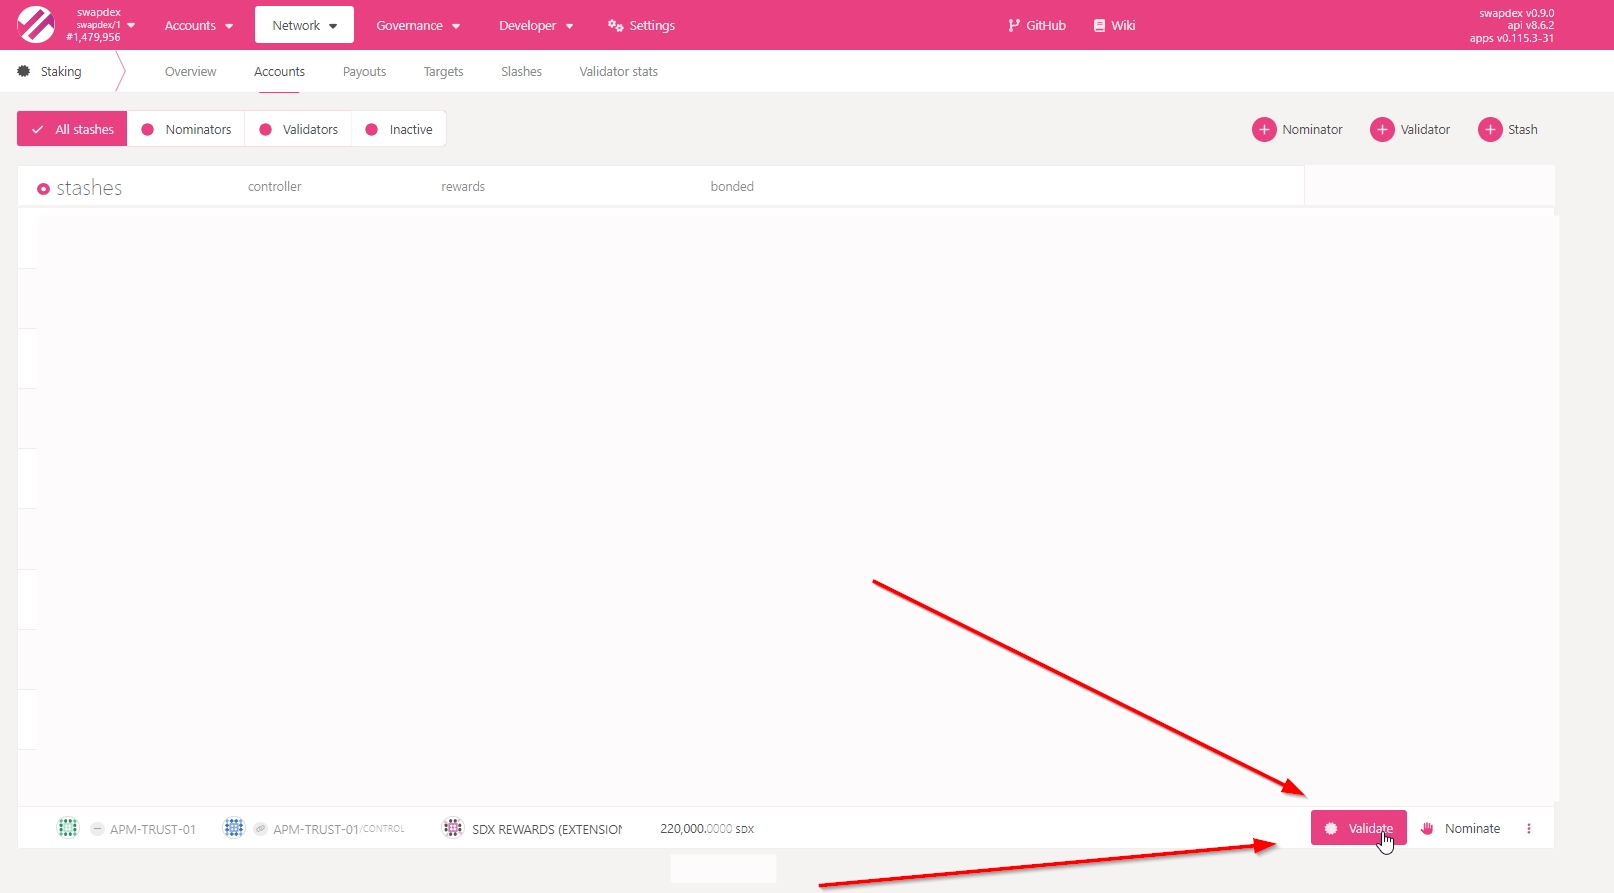 swapdex
swapdex/1
#1,479,956
Accounts
Network
Governance
Developer
Settings
GitHub
Wiki
swapdex v0.9.0
api v8.6.2
apps v0.115.3-31
Staking
Overview
Accounts
Payouts
Targets
Slashes
Validator stats
All stashes
Nominators
Validators
Inactive
Nominator
Validator
Stash
stashes
controller
rewards
bonded
APM-TRUST-01
APM-TRUST-01/CONTROL
SDX REWARDS (EXTENSION
220,000.0000 SDX
Validate
Nominate